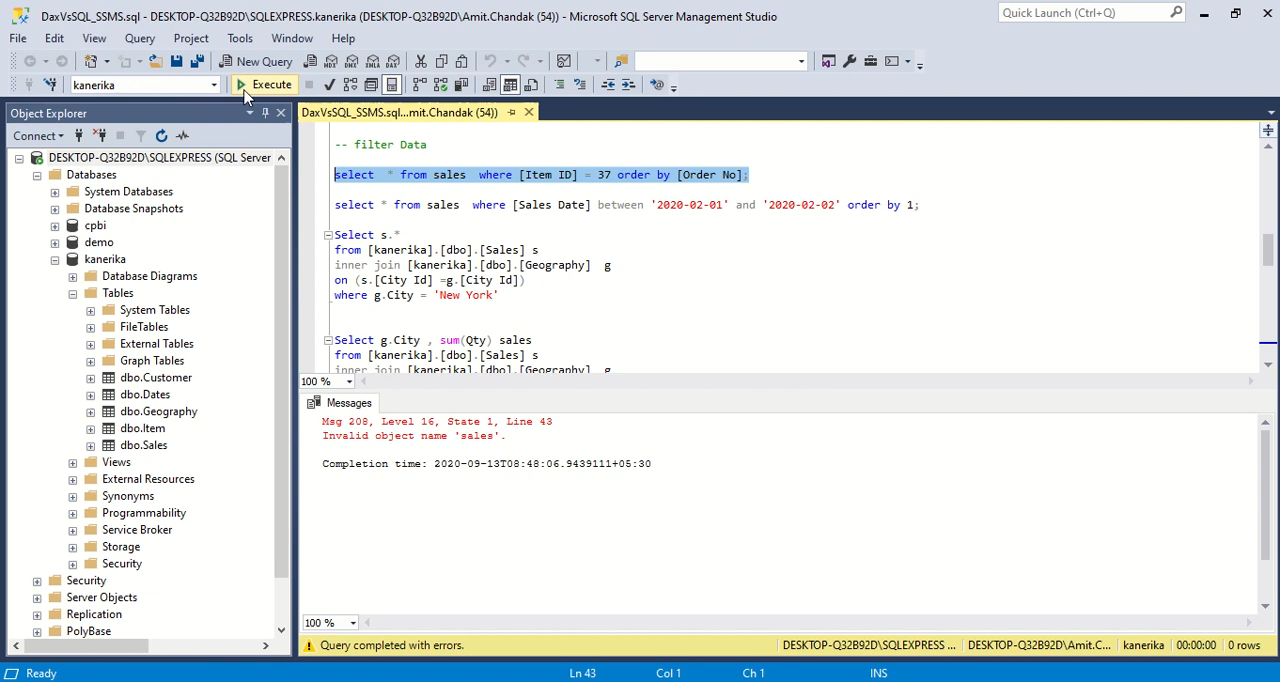 DaxVsSQL_SSMS.sql - DESKTOP-Q32B92D\SQLEXPRESS.kanerika (DESKTOP-Q32B92D\Amit.Chandak (54)) - Microsoft SQL Server Management Studio
Quick Launch (Ctrl+Q)
File Edit View Query Project Tools Window Help
New Query
MDX DMX XMLA DAX
kanerika
Execute
Object Explorer
DaxVsSQL_SSMS.sql...mit.Chandak (54))
Connect
DESKTOP-Q32B92D\SQLEXPRESS (SQL Server
Databases
System Databases
Database Snapshots
cpbi
demo
kanerika
Database Diagrams
Tables
System Tables
FileTables
External Tables
Graph Tables
dbo.Customer
dbo.Dates
dbo.Geography
dbo.Item
dbo.Sales
Views
External Resources
Synonyms
Programmability
Service Broker
Storage
Security
Security
Server Objects
Replication
PolyBase
-- filter Data
select * from sales where [Item ID] = 37 order by [Order No];
select * from sales where [Sales Date] between '2020-02-01' and '2020-02-02' order by 1;
Select s.*
from [kanerika].[dbo].[Sales] s
inner join [kanerika].[dbo].[Geography] g
on (s.[City Id] =g.[City Id])
where g.City = 'New York'
Select g.City , sum(Qty) sales
from [kanerika].[dbo].[Sales] s
inner join [kanerika].[dbo].[Geography] g
100 %
Messages
Msg 208, Level 16, State 1, Line 43
Invalid object name 'sales'.
Completion time: 2020-09-13T08:48:06.9439111+05:30
100 %
Query completed with errors.
DESKTOP-Q32B92D\SQLEXPRESS ... DESKTOP-Q32B92D\Amit.C... kanerika 00:00:00 0 rows
Ready
Ln 43 Col 1 Ch 1 INS